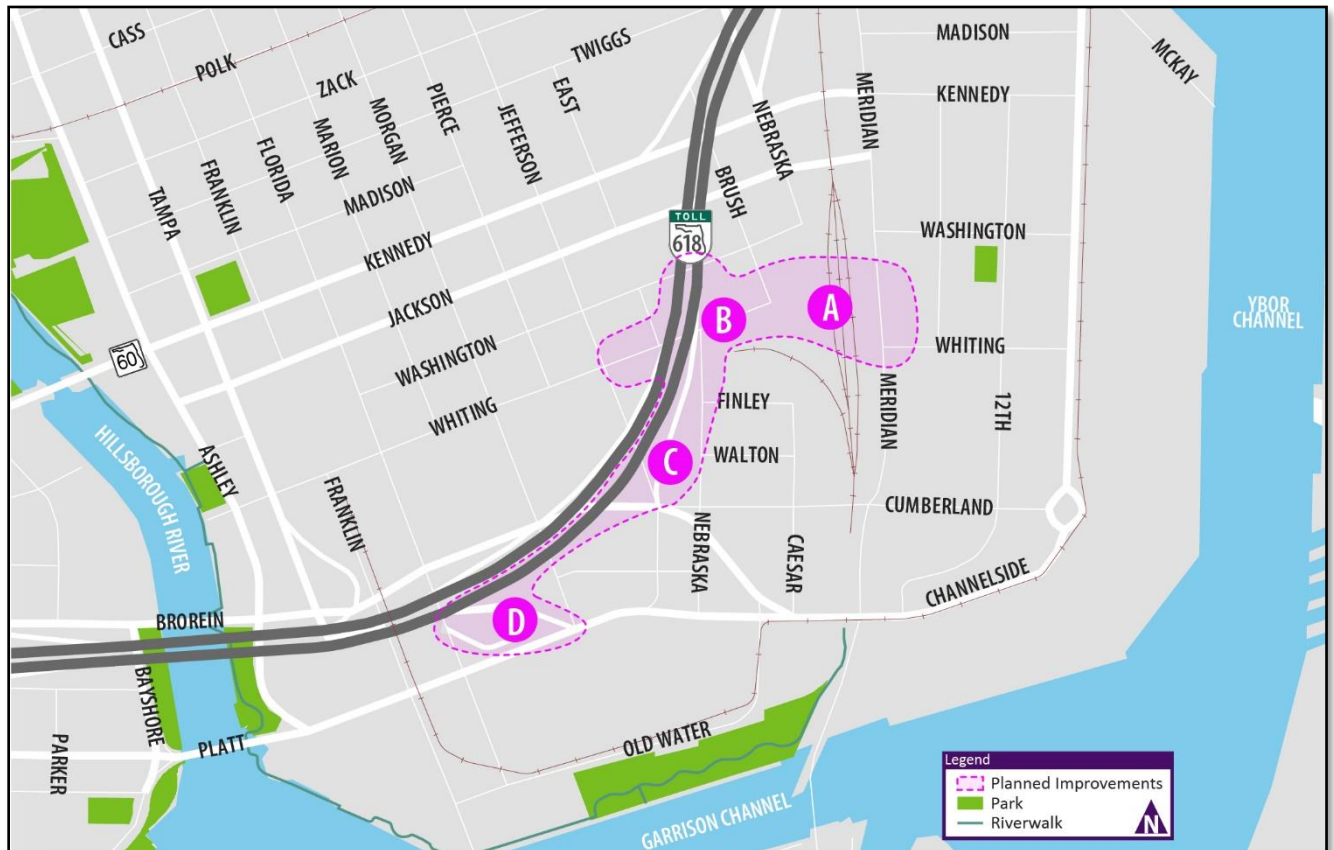 CASS
POLK
ZACK
TWIGGS
MADISON
MCKAY
KENNEDY
NEBRASKA
MERIDIAN
EAST
JEFFERSON
PIERCE
MORGAN
MARION
FLORIDA
FRANKLIN
TAMPA
MADISON
KENNEDY
JACKSON
BRUSH
TOLL
618
WASHINGTON
YBOR
CHANNEL
A
B
60
WASHINGTON
WHITING
WHITING
MERIDIAN
12TH
FINLEY
WALTON
C
HILLSBOROUGH RIVER
ASHLEY
FRANKLIN
CUMBERLAND
NEBRASKA
CAESAR
CHANNELSIDE
BROREIN
D
BAYSHORE
PLATT
PARKER
OLD WATER
GARRISON CHANNEL
Legend
Planned Improvements
Park
Riverwalk
N